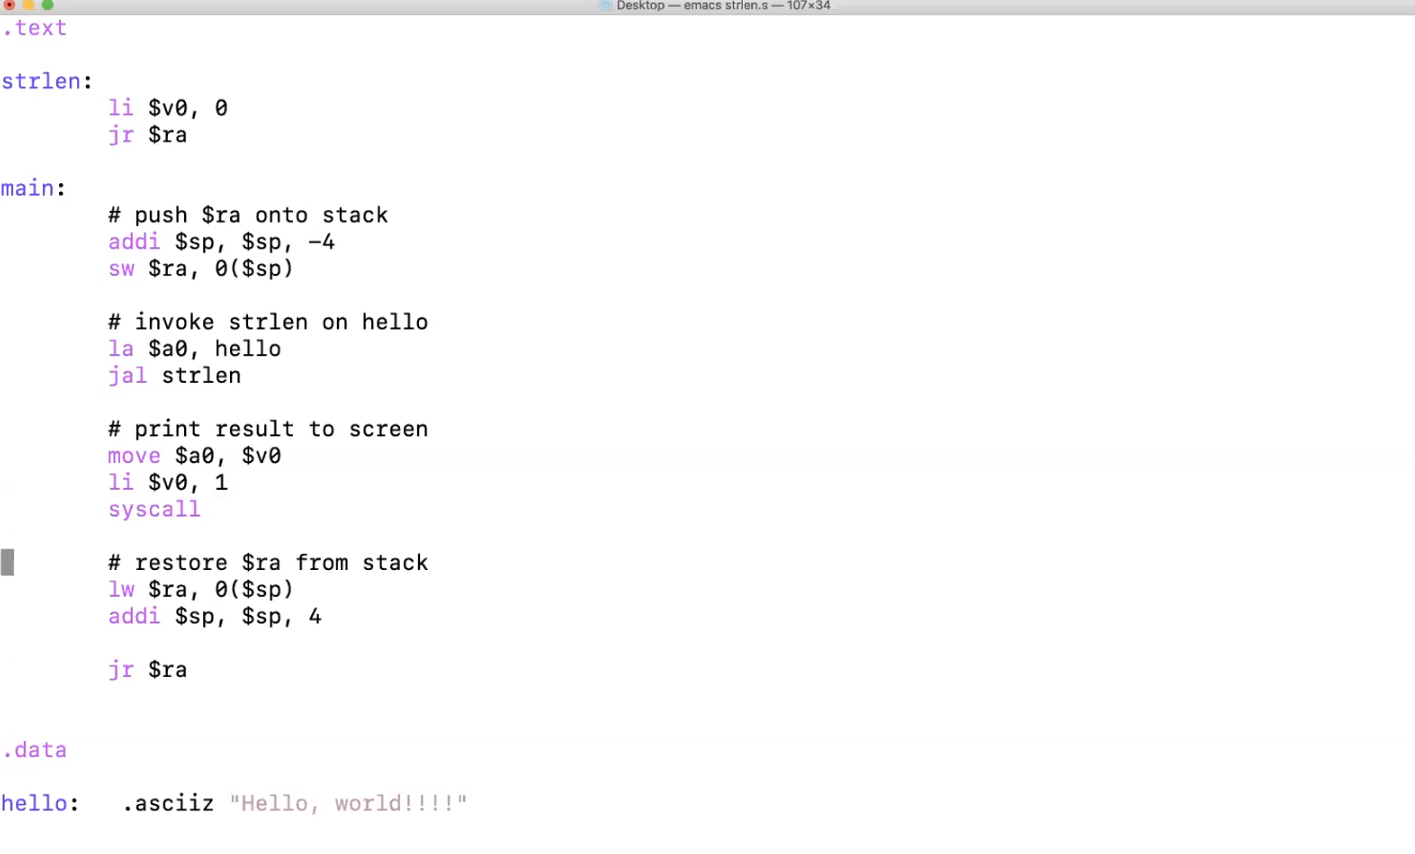 Desktop — emacs strlen.s — 107×34
.text
strlen:
li $v0, 0
jr $ra
main:
# push $ra onto stack
addi $sp, $sp, -4
sw $ra, 0($sp)
# invoke strlen on hello
la $a0, hello
jal strlen
# print result to screen
move $a0, $v0
li $v0, 1
syscall
# restore $ra from stack
lw $ra, 0($sp)
addi $sp, $sp, 4
jr $ra
.data
hello: .asciiz "Hello, world!!!!"